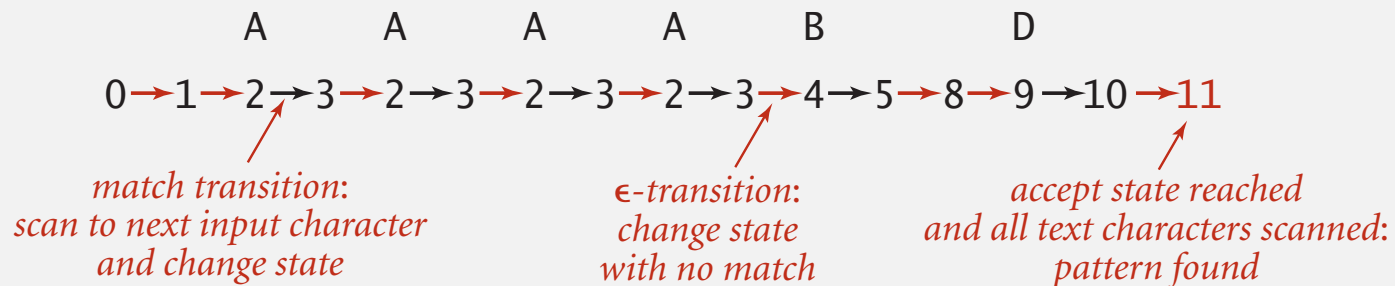 A A A A B D
0 1 2 3 2 3 2 3 2 3 4 5 8 9 10 11
match transition:
scan to next input character
and change state
ϵ-transition:
change state
with no match
accept state reached
and all text characters scanned:
pattern found